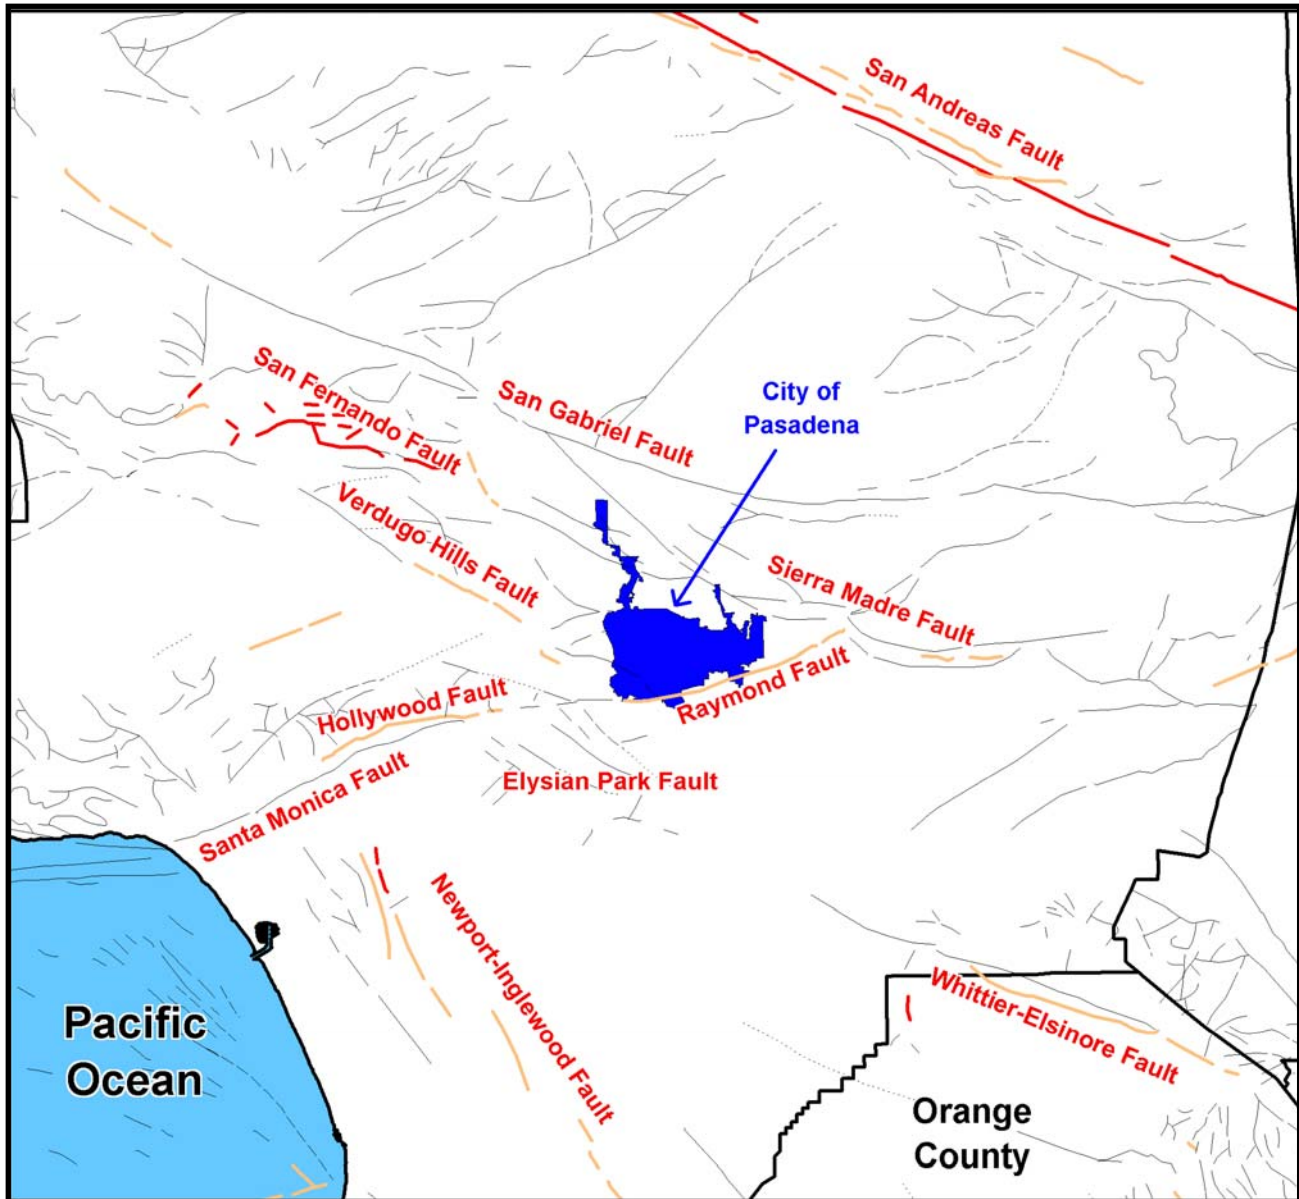 San Andreas Fault
San Fernando Fault
San Gabriel Fault
City of
Pasadena
Verdugo Hills Fault
Sierra Madre Fault
Raymond Fault
Hollywood Fault
Santa Monica Fault
Elysian Park Fault
Newport-Inglewood Fault
Whittier-Elsinore Fault
Pacific
Ocean
Orange
County